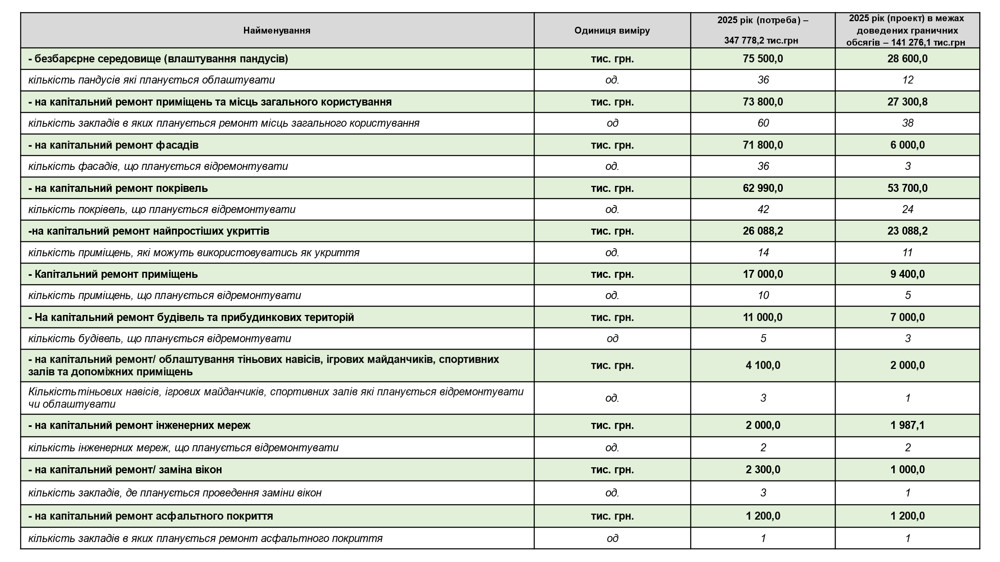 Найменування
Одиниця виміру
2025 рік (потреба) –
347 778,2 тис.грн
2025 рік (проект) в межах
доведених граничних
обсягів – 141 276,1 тис.грн
- безбарєрне середовище (влаштування пандусів) тис. грн. 75 500,0 28 600,0
кількість пандусів які планується облаштувати од. 36 12
- на капітальний ремонт приміщень та місць загального користування тис. грн. 73 800,0 27 300,8
кількість закладів в яких планується ремонт місць загального користування од 60 38
- на капітальний ремонт фасадів тис. грн. 71 800,0 6 000,0
кількість фасадів, що планується відремонтувати од. 36 3
- на капітальний ремонт покрівель тис. грн. 62 990,0 53 700,0
кількість покрівель, що планується відремонтувати од. 42 24
-на капітальний ремонт найпростіших укриттів тис. грн. 26 088,2 23 088,2
кількість приміщень, які можуть використовуватись як укриття од. 14 11
- Капітальний ремонт приміщень тис. грн. 17 000,0 9 400,0
кількість приміщень, що планується відремонтувати од. 10 5
- На капітальний ремонт будівель та прибудинкових територій тис. грн. 11 000,0 7 000,0
кількість будівель, що планується відремонтувати од 5 3
- на капітальний ремонт/ облаштування тіньових навісів, ігрових майданчиків, спортивних
залів та допоміжних приміщень
тис. грн. 4 100,0 2 000,0
Кількість тіньових навісів, ігрових майданчиків, спортивних залів які планується відремонтувати
чи облаштувати
од. 3 1
- на капітальний ремонт інженерних мереж тис. грн. 2 000,0 1 987,1
кількість інженерних мереж, що планується відремонтувати од. 2 2
- на капітальний ремонт/ заміна вікон тис. грн. 2 300,0 1 000,0
кількість закладів, де планується проведення заміни вікон од. 3 1
- на капітальний ремонт асфальтного покриття тис. грн. 1 200,0 1 200,0
кількість закладів в яких планується ремонт асфальтного покриття од 1 1